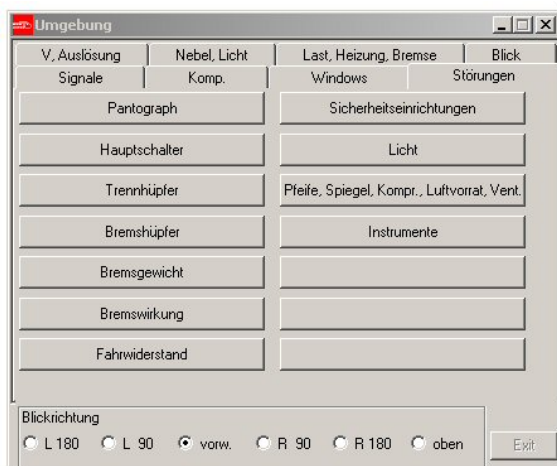 Umgebung
V, Auslösung Nebel, Licht Last, Heizung, Bremse Blick
Signale Komp. Windows Störungen
Pantograph Sicherheitseinrichtungen
Hauptschalter Licht
Trennhüpfer Pfeife, Spiegel, Kompr., Luftvorrat, Vent.
Bremshüpfer Instrumente
Bremsgewicht
Bremswirkung
Fahrwiderstand
Blickrichtung
L 180 L 90 vorw. R 90 R 180 oben Exit